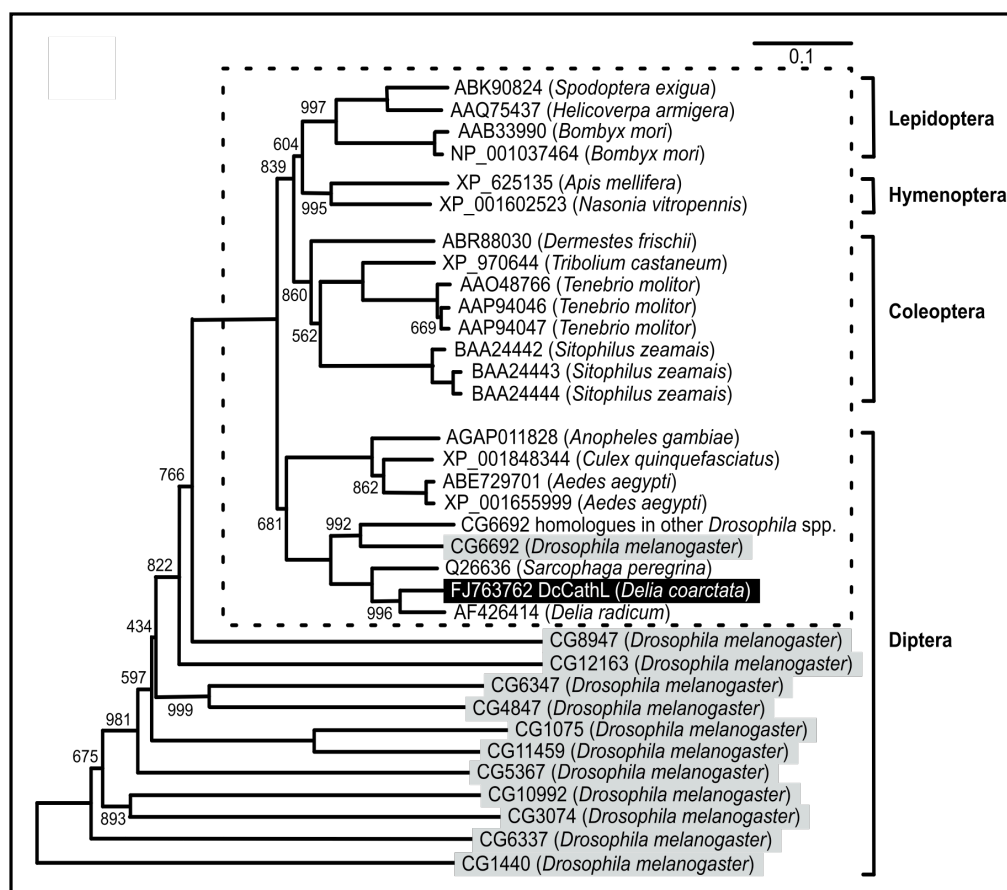 0.1
ABK90824 (Spodoptera exigua)
997
AAQ75437 (Helicoverpa armigera)
Lepidoptera
AAB33990 (Bombyx mori)
604
NP_001037464 (Bombyx mori)
839
XP_625135 (Apis mellifera)
Hymenoptera
995
XP_001602523 (Nasonia vitropennis)
ABR88030 (Dermestes frischii)
XP_970644 (Tribolium castaneum)
AAO48766 (Tenebrio molitor)
860
AAP94046 (Tenebrio molitor)
Coleoptera
669
AAP94047 (Tenebrio molitor)
562
BAA24442 (Sitophilus zeamais)
BAA24443 (Sitophilus zeamais)
BAA24444 (Sitophilus zeamais)
AGAP011828 (Anopheles gambiae)
XP_001848344 (Culex quinquefasciatus)
766
ABE729701 (Aedes aegypti)
862
XP_001655999 (Aedes aegypti)
681
992
CG6692 homologues in other Drosophila spp.
CG6692 (Drosophila melanogaster)
Q26636 (Sarcophaga peregrina)
822
FJ763762 DcCathL (Delia coarctata)
996
AF426414 (Delia radicum)
434
CG8947 (Drosophila melanogaster)
Diptera
CG12163 (Drosophila melanogaster)
597
CG6347 (Drosophila melanogaster)
999
CG4847 (Drosophila melanogaster)
981
CG1075 (Drosophila melanogaster)
CG11459 (Drosophila melanogaster)
675
CG5367 (Drosophila melanogaster)
CG10992 (Drosophila melanogaster)
893
CG3074 (Drosophila melanogaster)
CG6337 (Drosophila melanogaster)
CG1440 (Drosophila melanogaster)